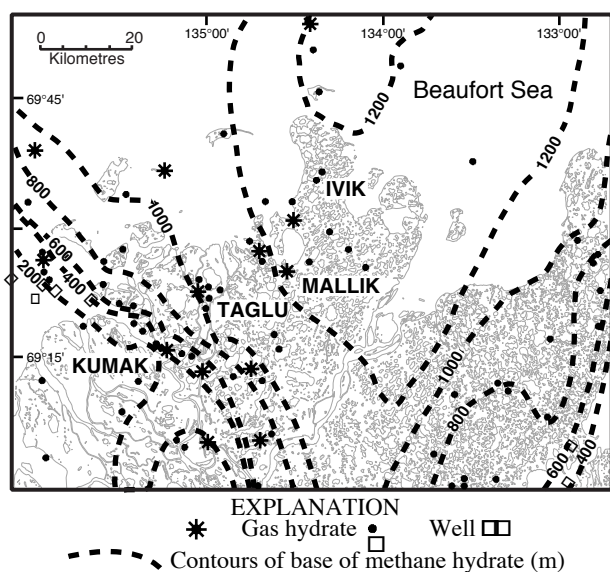 135°00' 134°00' 133°00'
0 20
Kilometres
69°45'
Beaufort Sea
1200
1200
800
1000
IVIK
600
400
200
MALLIK
TAGLU
69°15'
KUMAK
1000
800
600
400
EXPLANATION
Gas hydrate Well
Contours of base of methane hydrate (m)